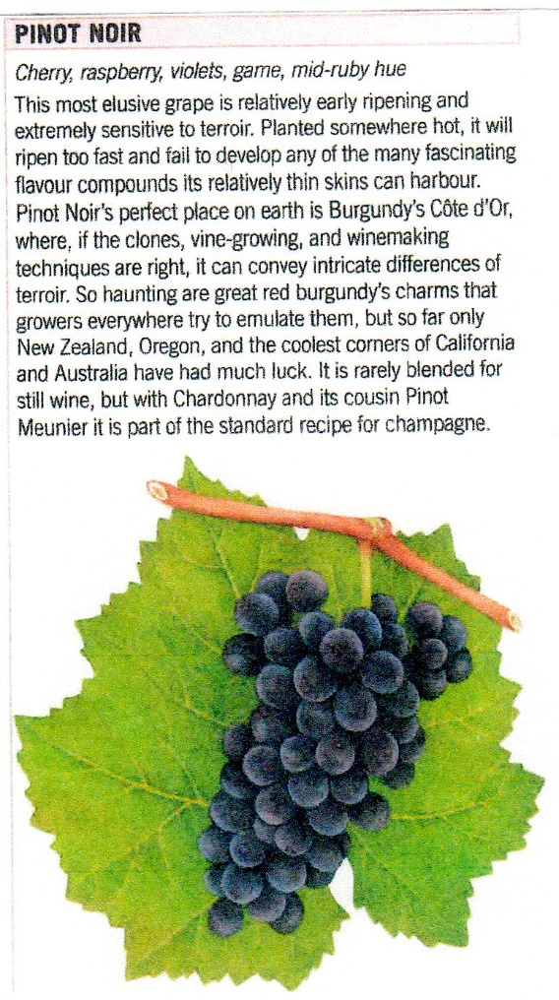 PINOT NOIR
Cherry, raspberry, violets, game, mid-ruby hue
This most elusive grape is relatively early ripening and
extremely sensitive to terroir. Planted somewhere hot, it will
ripen too fast and fail to develop any of the many fascinating
flavour compounds its relatively thin skins can harbour.
Pinot Noir's perfect place on earth is Burgundy's Côte d'Or,
where, if the clones, vine-growing, and winemaking
techniques are right, it can convey intricate differences of
terroir. So haunting are great red burgundy's charms that
growers everywhere try to emulate them, but so far only
New Zealand, Oregon, and the coolest corners of California
and Australia have had much luck. It is rarely blended for
still wine, but with Chardonnay and its cousin Pinot
Meunier it is part of the standard recipe for champagne.